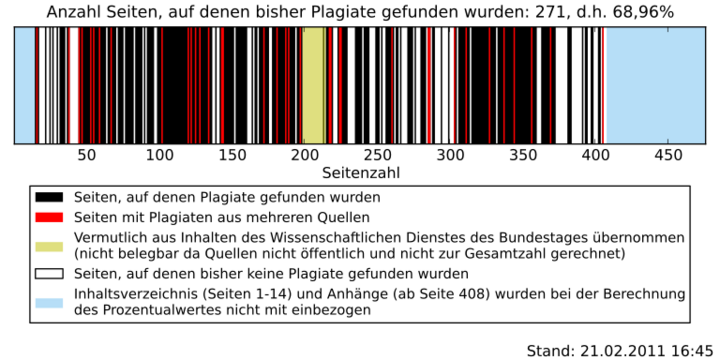 Anzahl Seiten, auf denen bisher Plagiate gefunden wurden: 271, d.h. 68,96%
50 100 150 200 250 300 350 400 450
Seitenzahl
Seiten, auf denen Plagiate gefunden wurden
Seiten mit Plagiaten aus mehreren Quellen
Vermutlich aus Inhalten des Wissenschaftlichen Dienstes des Bundestages übernommen
(nicht belegbar da Quellen nicht öffentlich und nicht zur Gesamtzahl gerechnet)
Seiten, auf denen bisher keine Plagiate gefunden wurden
Inhaltsverzeichnis (Seiten 1-14) und Anhänge (ab Seite 408) wurden bei der Berechnung
des Prozentualwertes nicht mit einbezogen
Stand: 21.02.2011 16:45